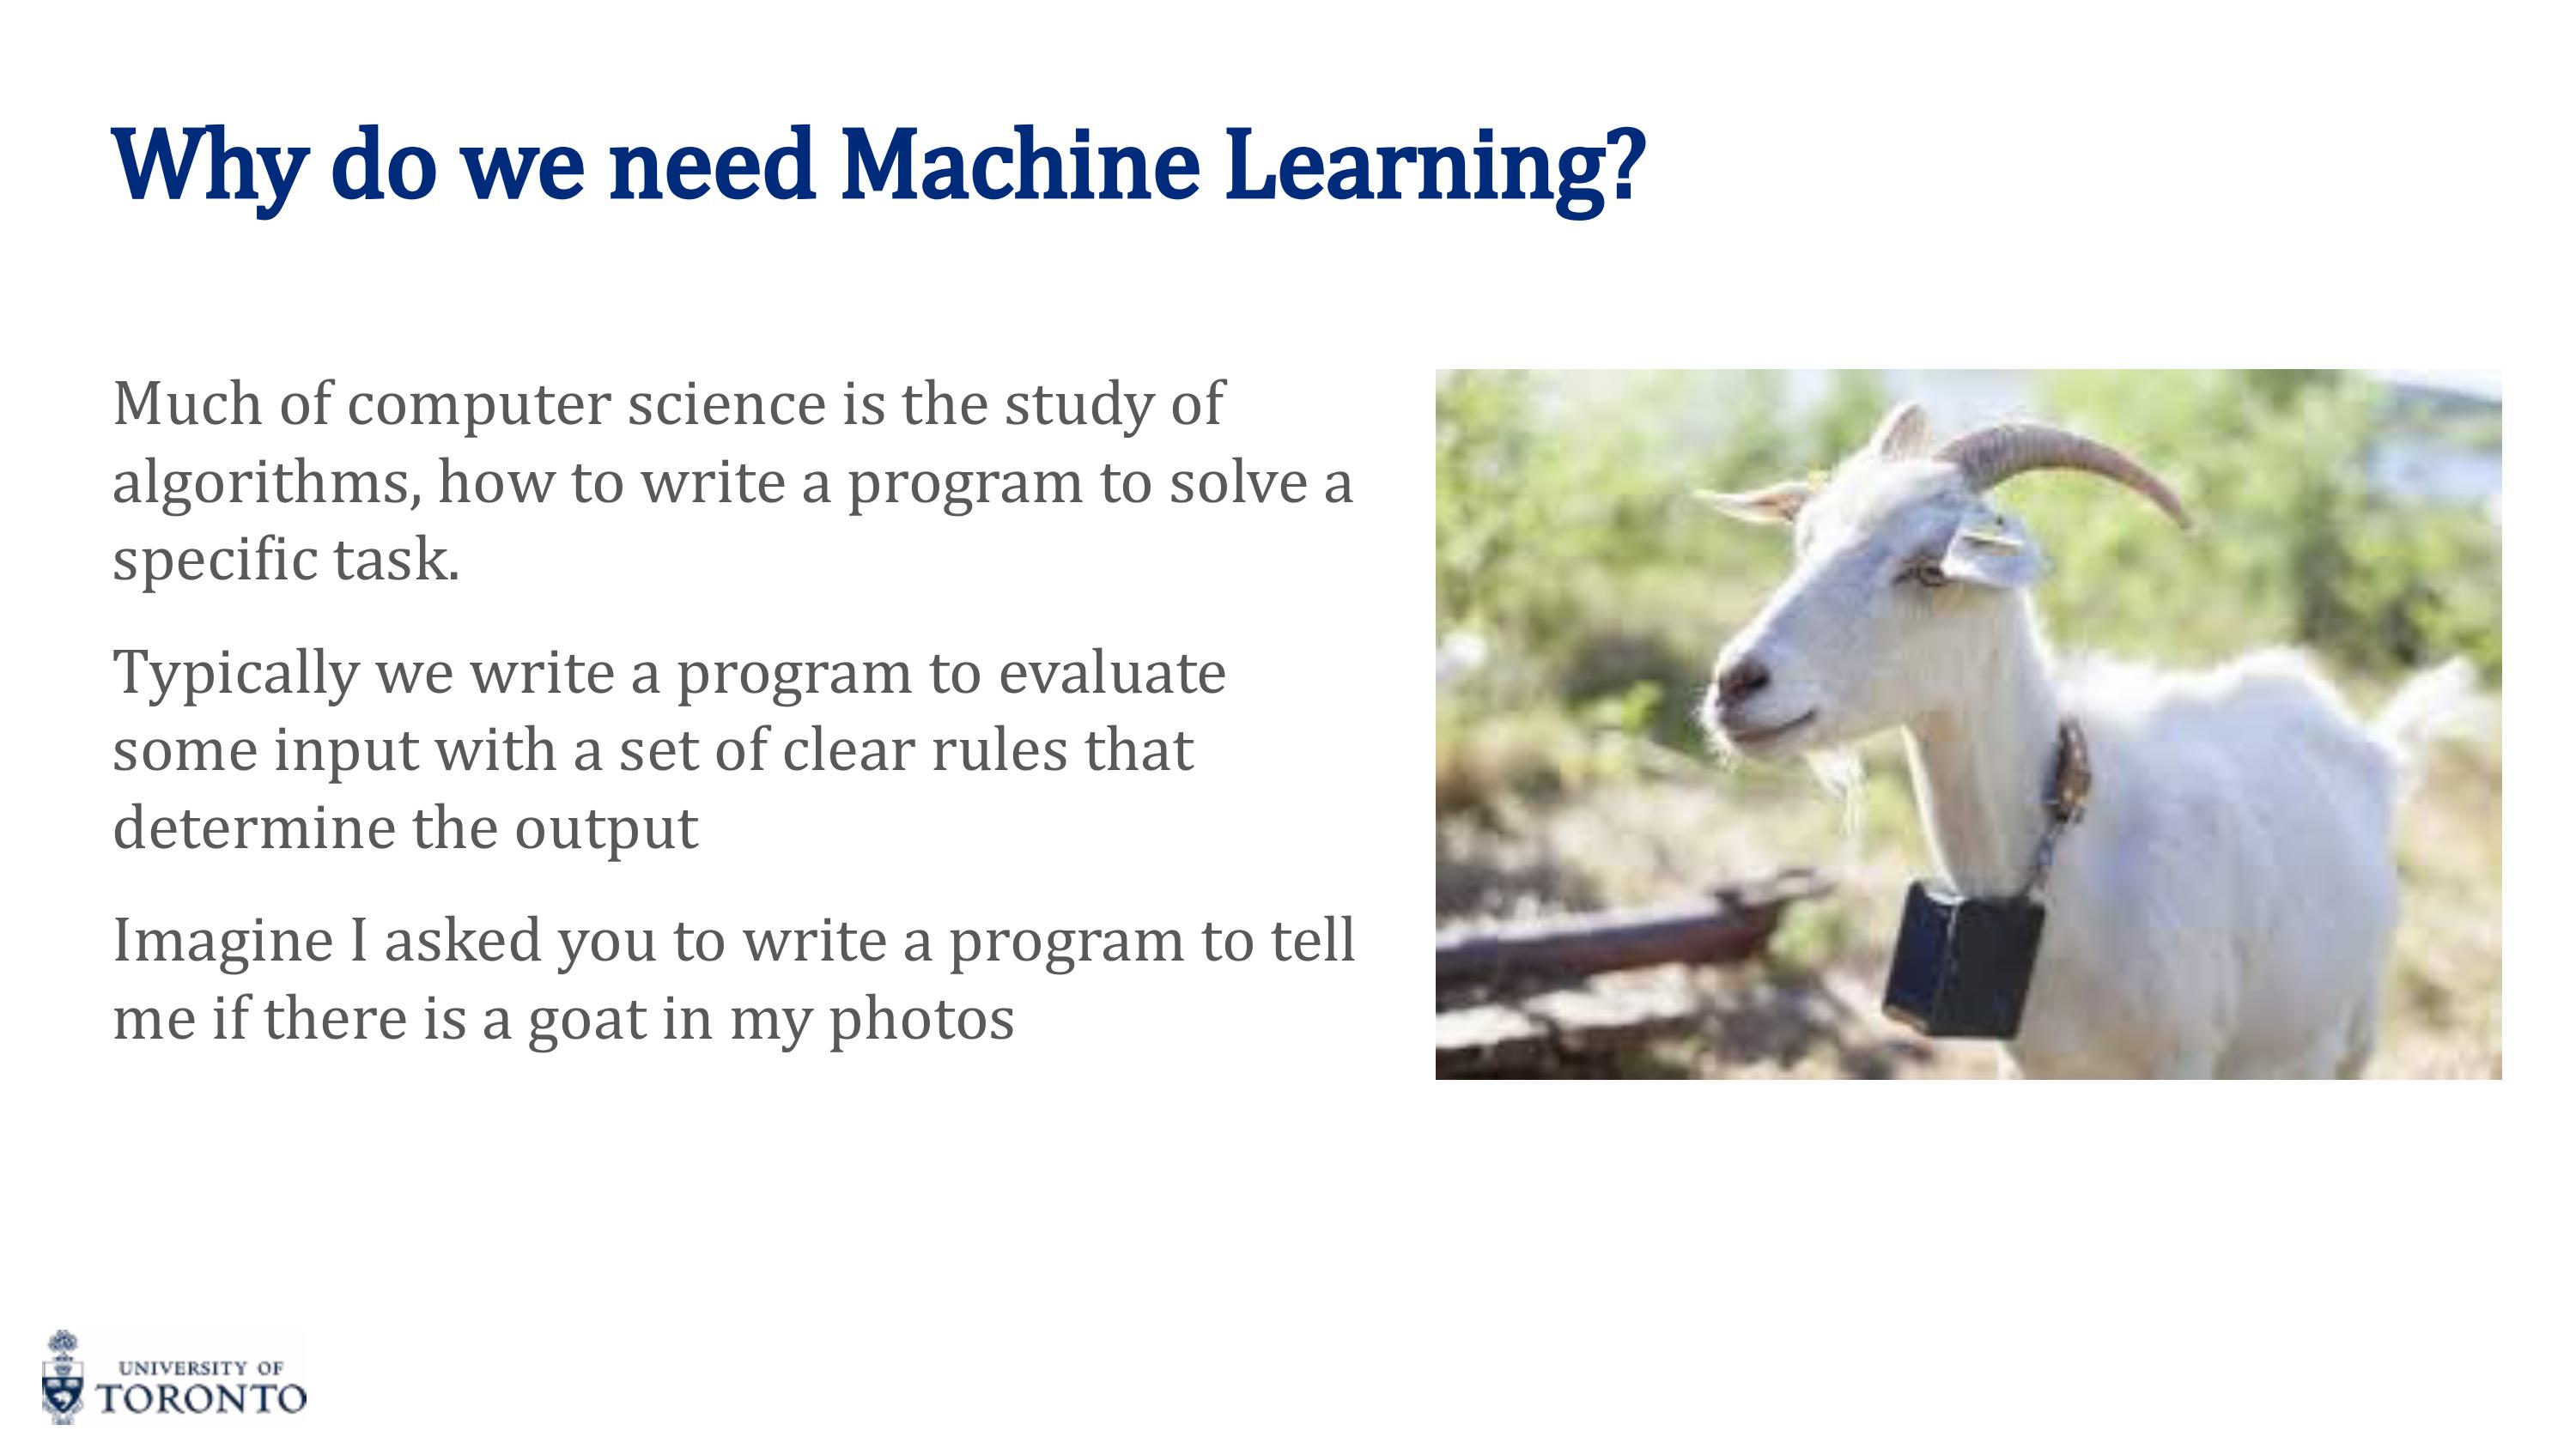 Why do we need Machine Learning?
Much of computer science is the study of
algorithms, how to write a program to solve a
specific task.
Typically we write a program to evaluate
some input with a set of clear rules that
determine the output
Imagine I asked you to write a program to tell
me if there is a goat in my photos
UNIVERSITY OF
TORONTO